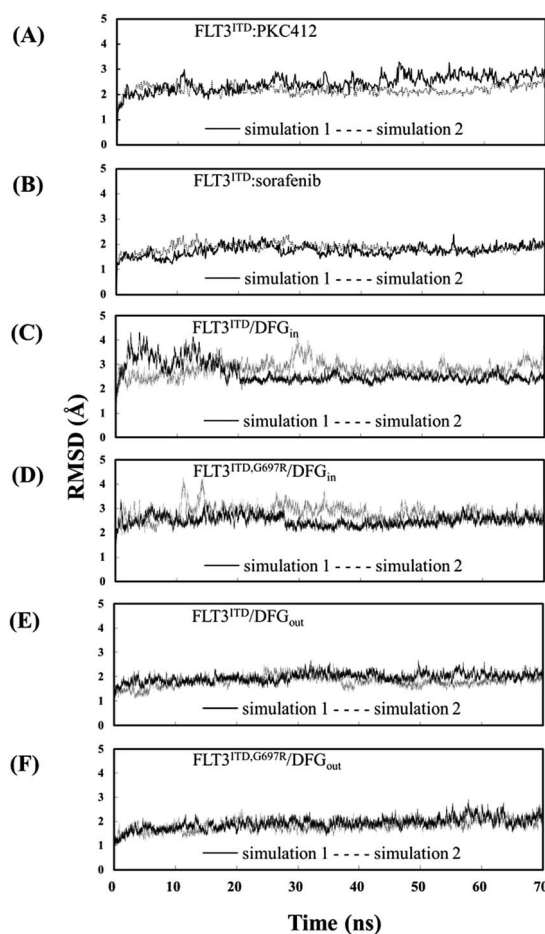 (A)
FLT3ITD:PKC412
simulation 1 simulation 2
5
4
3
2
1
0
(B)
FLT3ITD:sorafenib
simulation 1 simulation 2
5
4
3
2
1
0
(C)
FLT3ITD/DFGin
simulation 1 simulation 2
5
4
3
2
1
0
RMSD (Å)
(D)
FLT3ITD,G697R/DFGin
simulation 1 simulation 2
5
4
3
2
1
0
(E)
FLT3ITD/DFGout
simulation 1 simulation 2
5
4
3
2
1
0
(F)
FLT3ITD,G697R/DFGout
simulation 1 simulation 2
5
4
3
2
1
0
0 10 20 30 40 50 60 70
Time (ns)